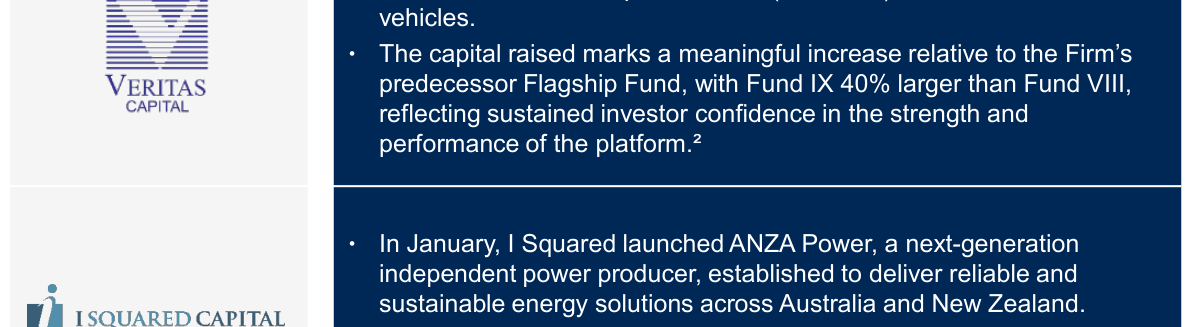 vehicles.
VERITAS
CAPITAL
• The capital raised marks a meaningful increase relative to the Firm’s
predecessor Flagship Fund, with Fund IX 40% larger than Fund VIII,
reflecting sustained investor confidence in the strength and
performance of the platform.²
• In January, I Squared launched ANZA Power, a next-generation
independent power producer, established to deliver reliable and
sustainable energy solutions across Australia and New Zealand.
I SQUARED CAPITAL